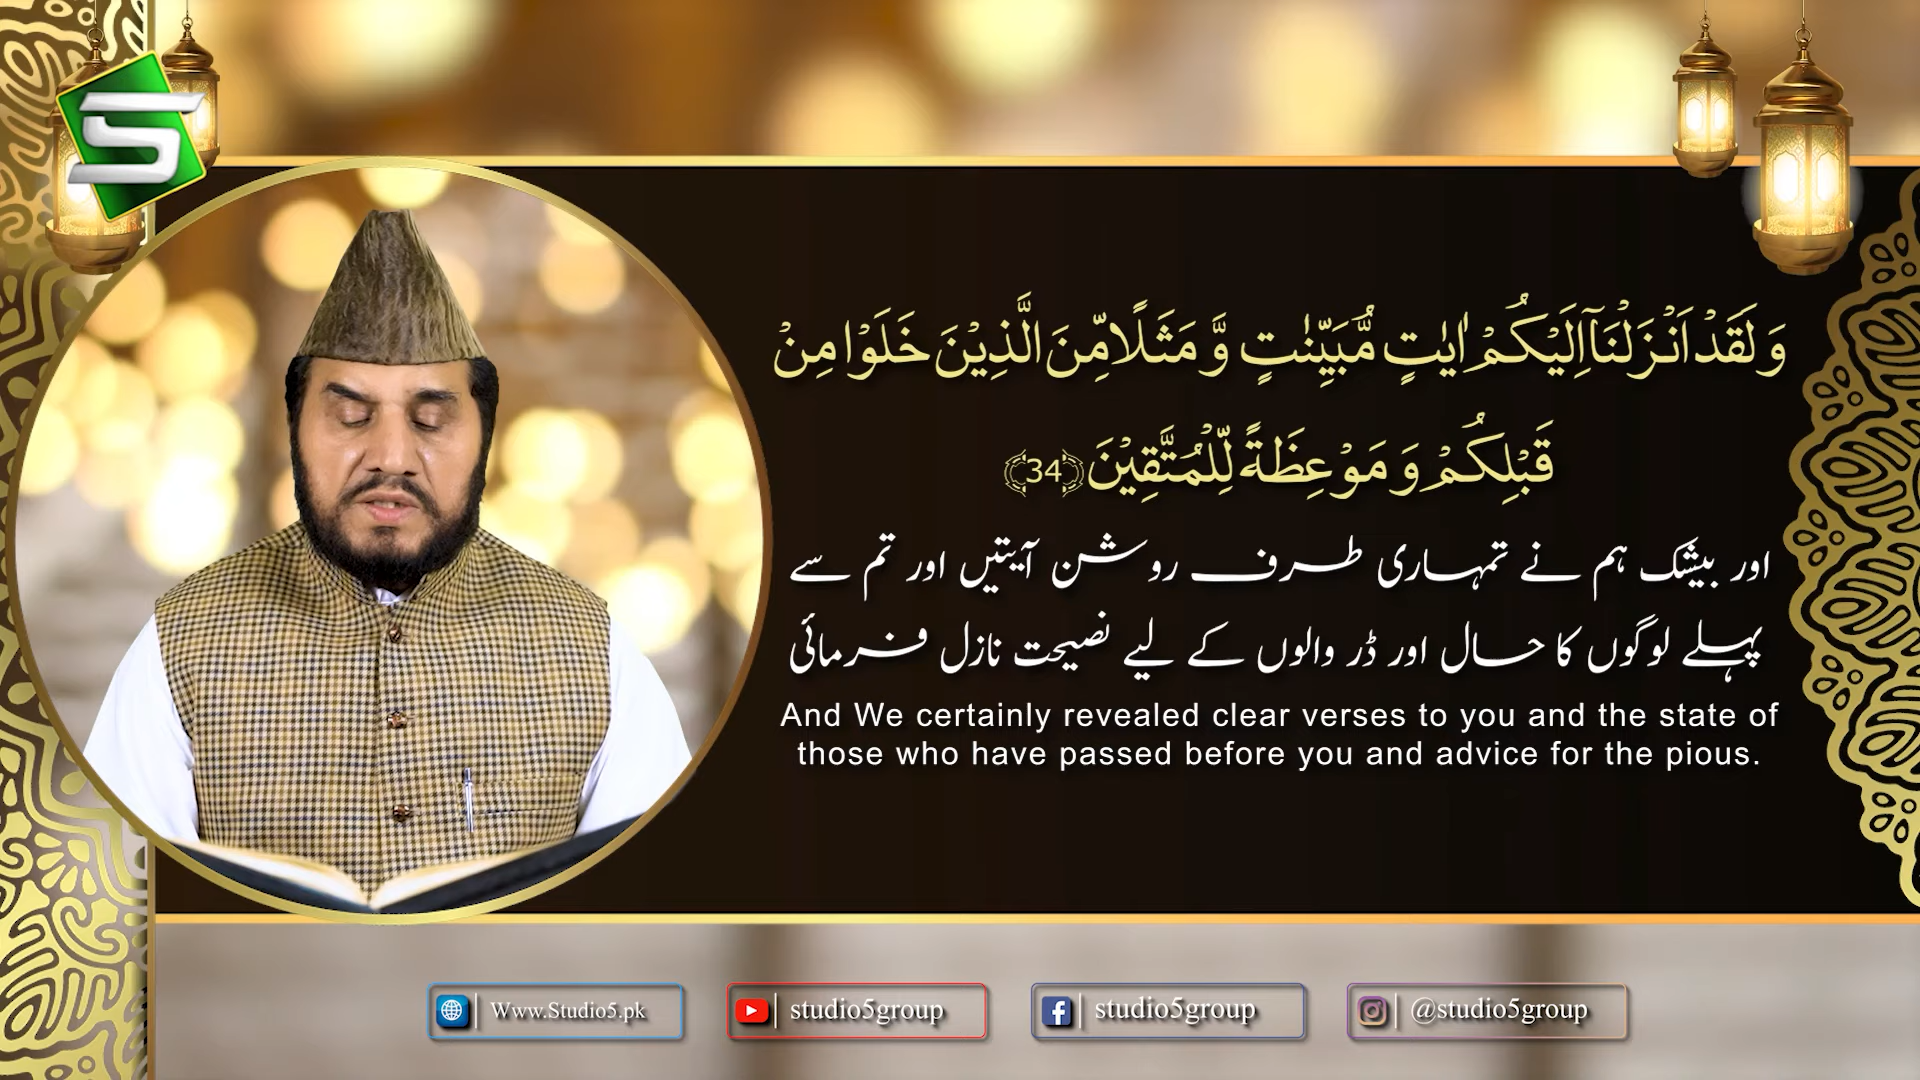 S
وَ لَقَدْ اَنْزَلْنَاۤ اِلَیْكُمْ اٰیٰتٍ مُّبَیِّنٰتٍ وَّ مَثَلًا مِّنَ الَّذِیْنَ خَلَوْا مِنْ
قَبْلِكُمْ وَ مَوْعِظَةً لِّلْمُتَّقِیْنَ ﴿34﴾
اور بیشک ہم نے تمہاری طرف روشن آیتیں اور تم سے
پہلے لوگوں کا حال اور ڈر والوں کے لیے نصیحت نازل فرمائی
And We certainly revealed clear verses to you and the state of
those who have passed before you and advice for the pious.
Www.Studio5.pk
studio5group
studio5group
@studio5group